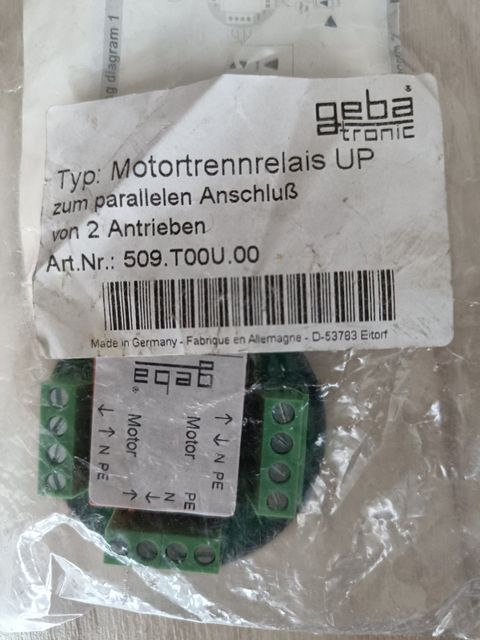 g diagram 1
geba
tronic
Typ: Motortrennrelais UP
zum parallelen Anschluß
von 2 Antrieben
Art.Nr.: 509.T00U.00
Made in Germany - Fabrique en Allemagne - D-53783 Eitorf
geba
®
Motor
↑ ↓ N PE
Motor
↓ ↑ N PE
↑ ↓ N PE